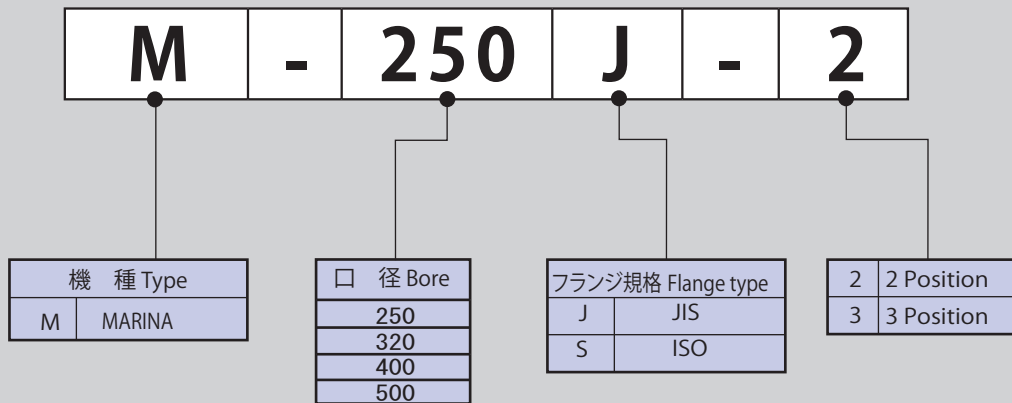 M - 250 J - 2
機 種 Type
M MARINA
口 径 Bore
250
320
400
500
フランジ規格 Flange type
J JIS
S ISO
2 2 Position
3 3 Position